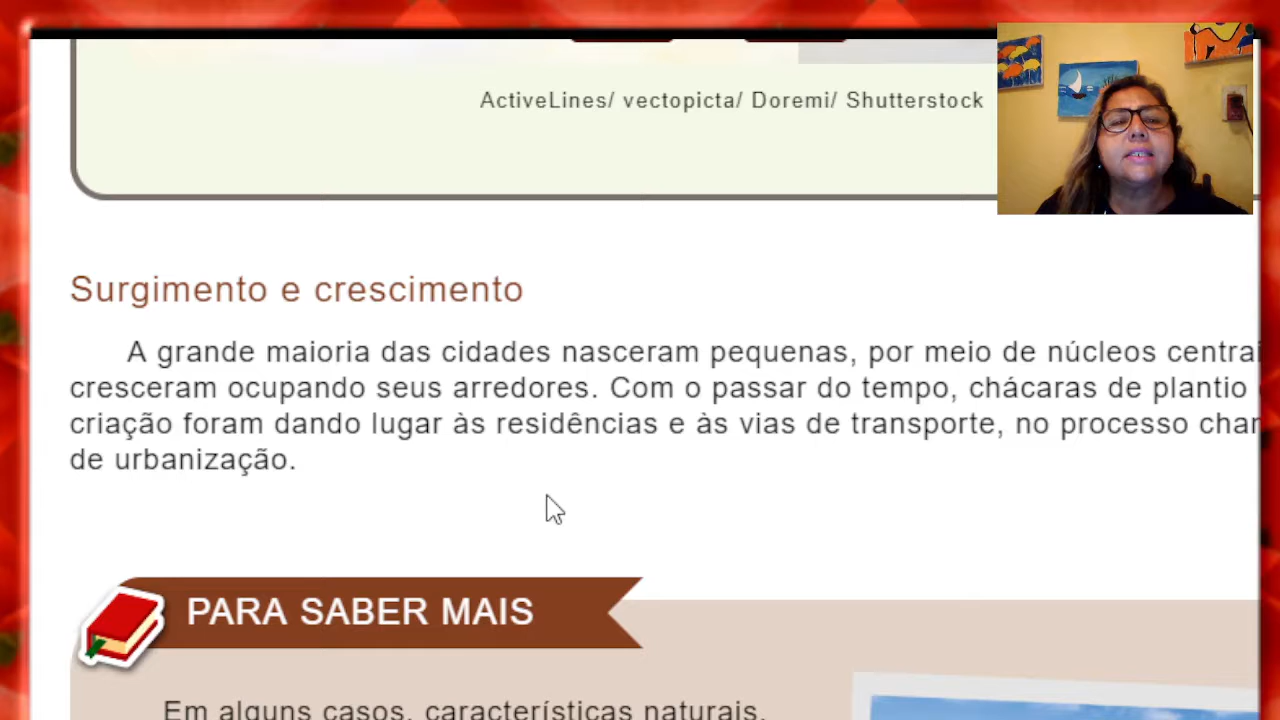 ActiveLines/ vectopicta/ Doremi/ Shutterstock
Surgimento e crescimento
A grande maioria das cidades nasceram pequenas, por meio de núcleos
cresceram ocupando seus arredores. Com o passar do tempo, chácaras de plantio
criação foram dando lugar às residências e às vias de transporte, no processo
de urbanização.
PARA SABER MAIS
Em alguns casos, características naturais,